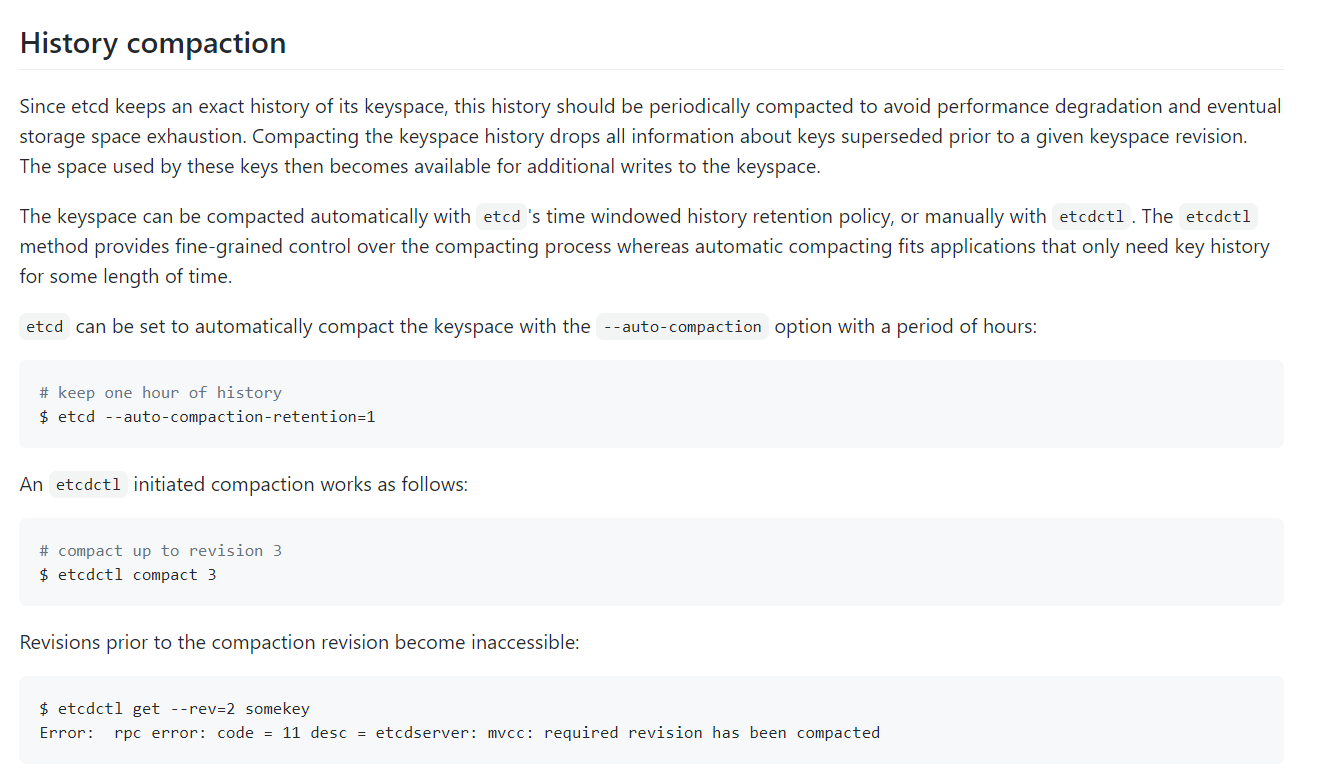 History compaction
Since etcd keeps an exact history of its keyspace, this history should be periodically compacted to avoid performance degradation and eventual
storage space exhaustion. Compacting the keyspace history drops all information about keys superseded prior to a given keyspace revision.
The space used by these keys then becomes available for additional writes to the keyspace.
The keyspace can be compacted automatically with etcd 's time windowed history retention policy, or manually with etcdctl . The etcdctl
method provides fine-grained control over the compacting process whereas automatic compacting fits applications that only need key history
for some length of time.
etcd can be set to automatically compact the keyspace with the --auto-compaction option with a period of hours:
# keep one hour of history
$ etcd --auto-compaction-retention=1
An etcdctl initiated compaction works as follows:
# compact up to revision 3
$ etcdctl compact 3
Revisions prior to the compaction revision become inaccessible:
$ etcdctl get --rev=2 somekey
Error:  rpc error: code = 11 desc = etcdserver: mvcc: required revision has been compacted